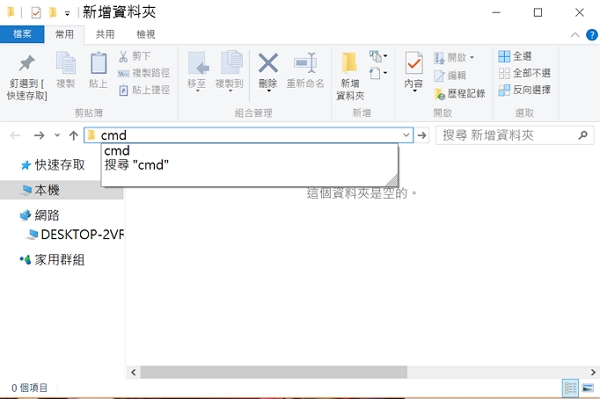 新增資料夾
檔案 常用 共用 檢視
釘選到 [
快速存取]
複製
貼上
剪下
複製路徑
貼上捷徑
剪貼簿
移至
複製到
刪除
重新命名
組合管理
新增
資料夾
新增
內容
開啟
編輯
歷程記錄
開啟
全選
全部不選
反向選擇
選取
cmd
搜尋 新增資料夾
cmd
搜尋 "cmd"
這個資料夾是空的。
快速存取
本機
網路
DESKTOP-2VR
家用群組
0 個項目